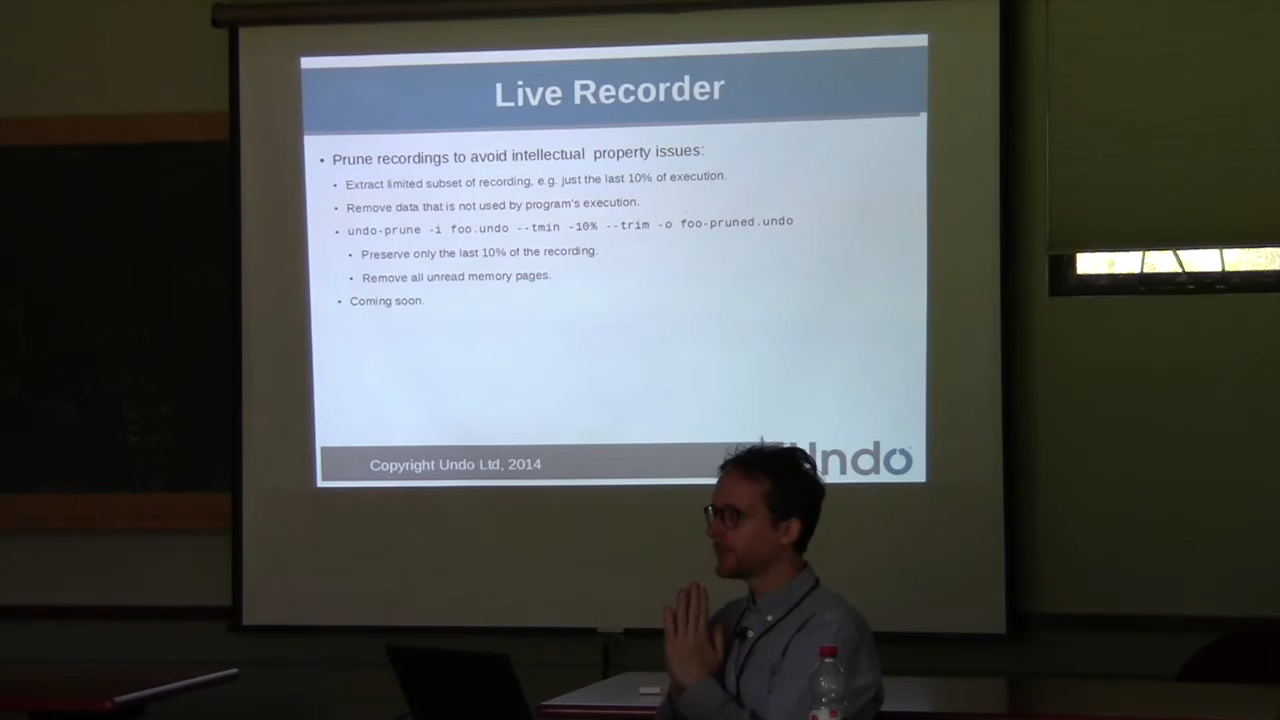 Live Recorder
• Prune recordings to avoid intellectual property issues:
• Extract limited subset of recording, e.g. just the last 10% of execution.
• Remove data that is not used by program's execution.
• undo-prune -i foo.undo --tmin -10% --trim -o foo-pruned.undo
• Preserve only the last 10% of the recording.
• Remove all unread memory pages.
• Coming soon.
Copyright Undo Ltd, 2014
Undo